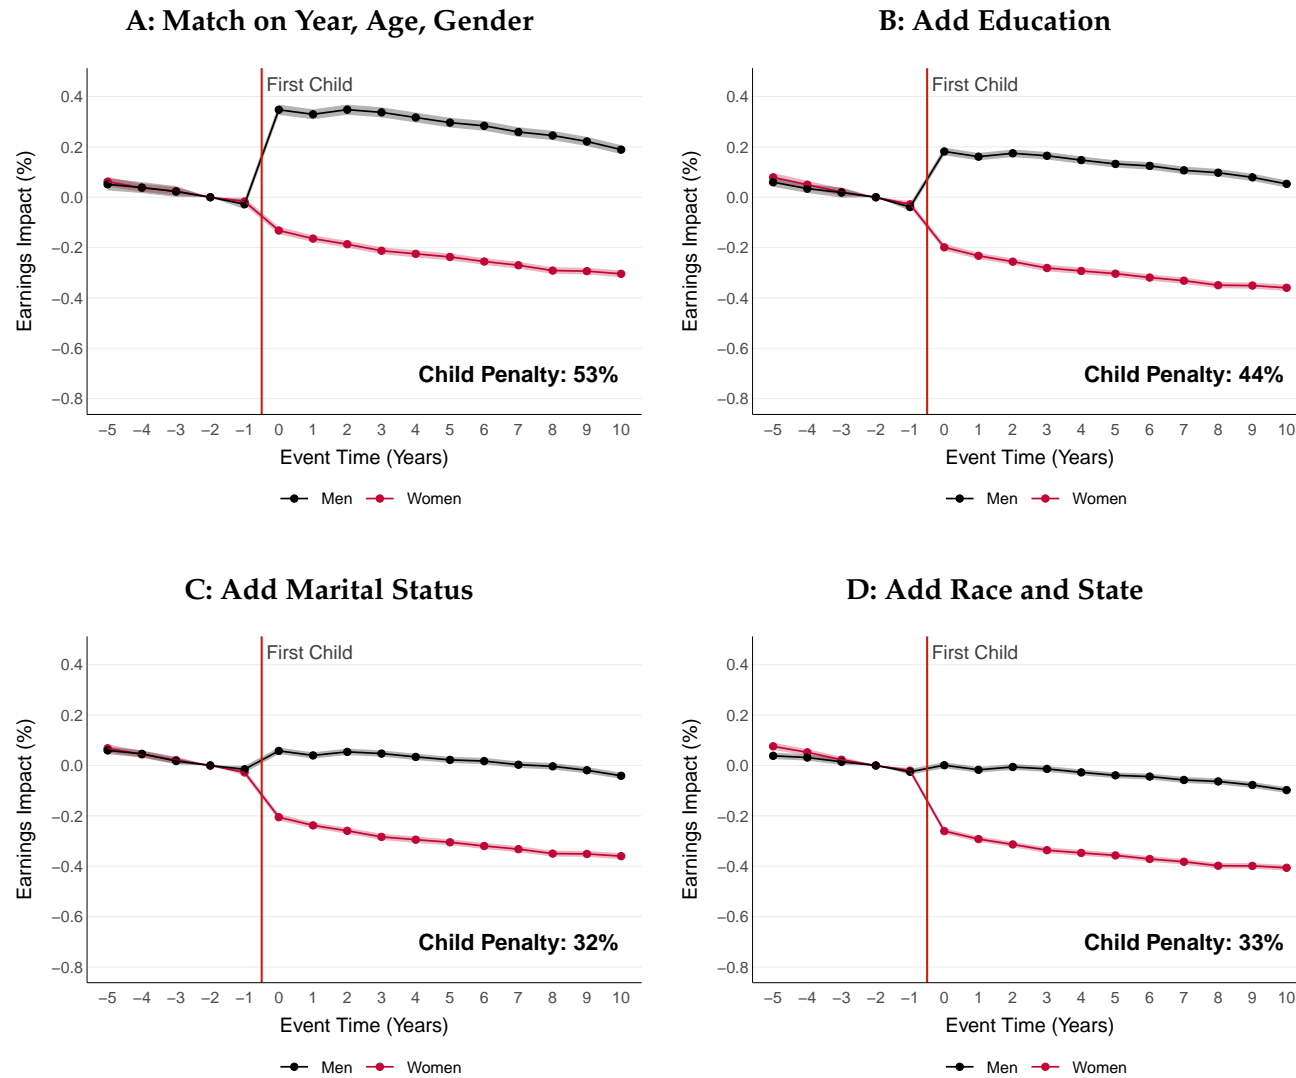 A: Match on Year, Age, Gender
First Child
Earnings Impact (%)
0.4
0.2
0.0
−0.2
−0.4
−0.6
−0.8
Child Penalty: 53%
−5 −4 −3 −2 −1 0 1 2 3 4 5 6 7 8 9 10
Event Time (Years)
Men Women
B: Add Education
First Child
Earnings Impact (%)
0.4
0.2
0.0
−0.2
−0.4
−0.6
−0.8
Child Penalty: 44%
−5 −4 −3 −2 −1 0 1 2 3 4 5 6 7 8 9 10
Event Time (Years)
Men Women
C: Add Marital Status
First Child
Earnings Impact (%)
0.4
0.2
0.0
−0.2
−0.4
−0.6
−0.8
Child Penalty: 32%
−5 −4 −3 −2 −1 0 1 2 3 4 5 6 7 8 9 10
Event Time (Years)
Men Women
D: Add Race and State
First Child
Earnings Impact (%)
0.4
0.2
0.0
−0.2
−0.4
−0.6
−0.8
Child Penalty: 33%
−5 −4 −3 −2 −1 0 1 2 3 4 5 6 7 8 9 10
Event Time (Years)
Men Women